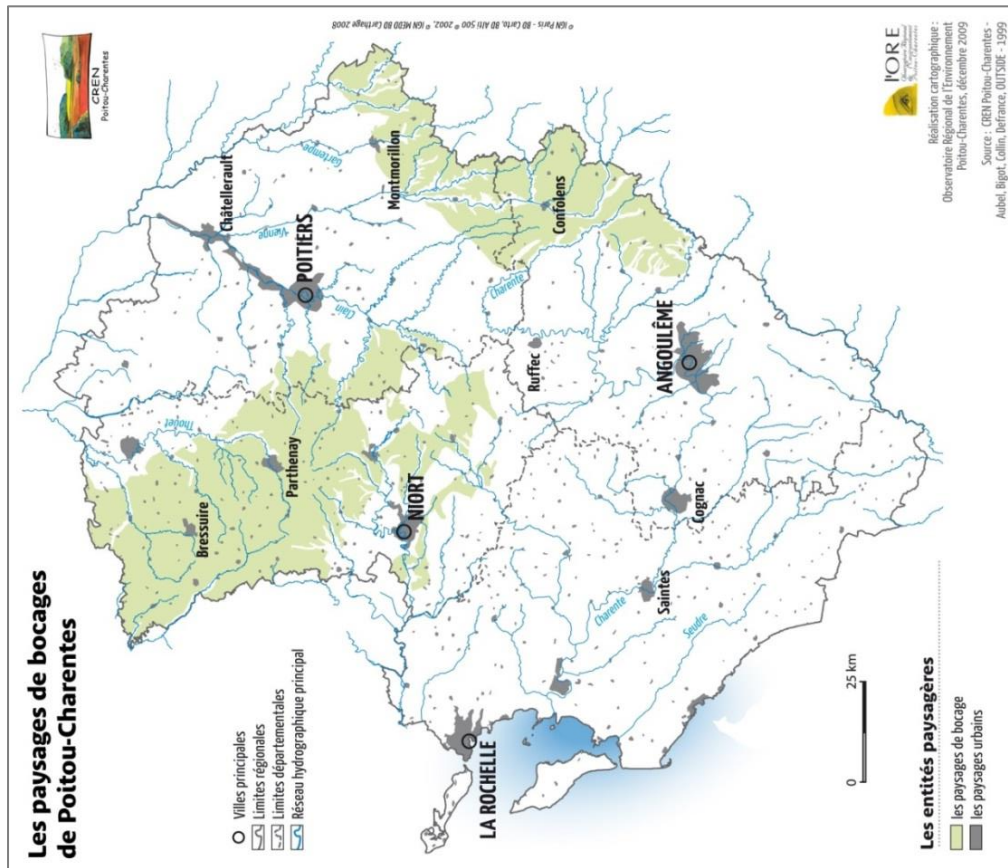 Les paysages de bocages
de Poitou-Charentes
CREN
Poitou-Charentes
Villes principales
Limites régionales
Limites départementales
Réseau hydrographique principal
© IGN Paris - BD Carto, BD Alti 500 ® 2002, ® IGN MEDD BD Carthage 2008
Thouet
Bressuire
Parthenay
Châtellerault
Vienne
Gartempe
POITIERS
Clain
Montmorillon
NIORT
LA ROCHELLE
Charente
Ruffec
Confolens
Charente
Saintes
Seudre
Cognac
ANGOULÊME
0
25 km
Les entités paysagères
les paysages de bocage
les paysages urbains
l'ORE
Poitou-Charentes
Réalisation cartographique :
Observatoire Régional de l'Environnement
Poitou-Charentes, décembre 2009
Source : CREN Poitou-Charentes -
Aubel, Bigot, Collin, Defrance, OUTSIDE - 1999